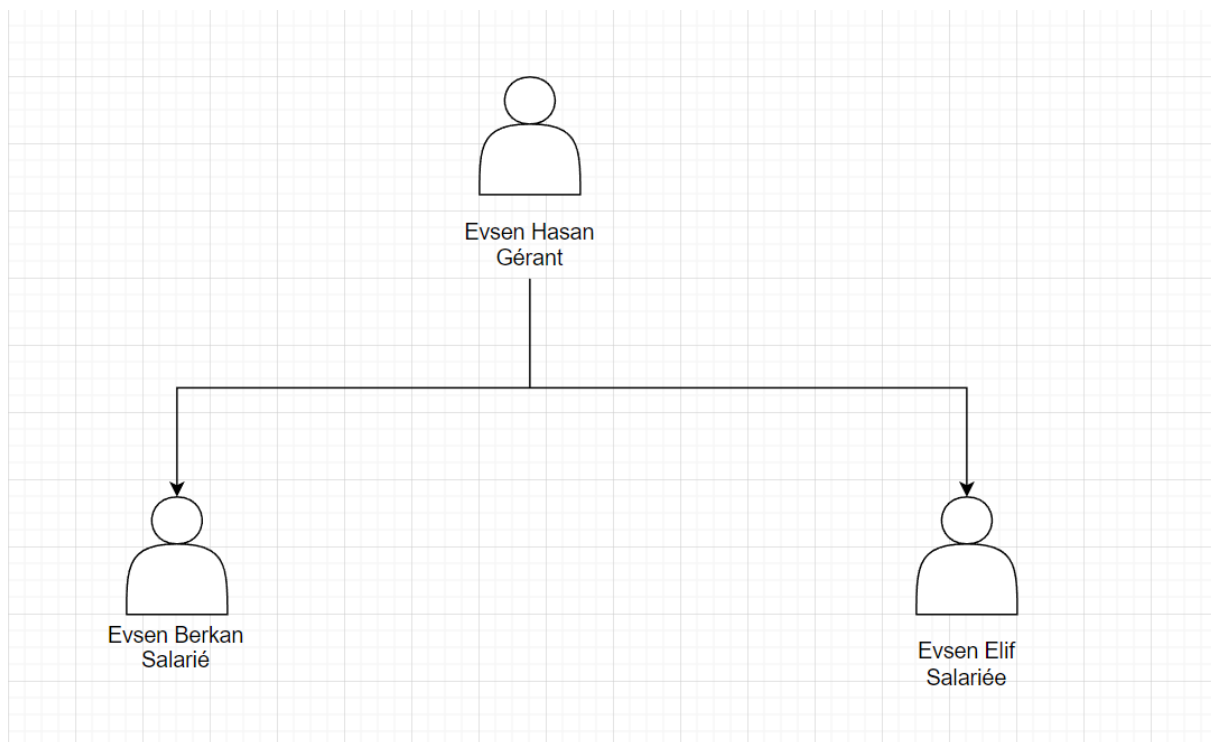 Evsen Hasan
Gérant
Evsen Berkan
Salarié
Evsen Elif
Salariée